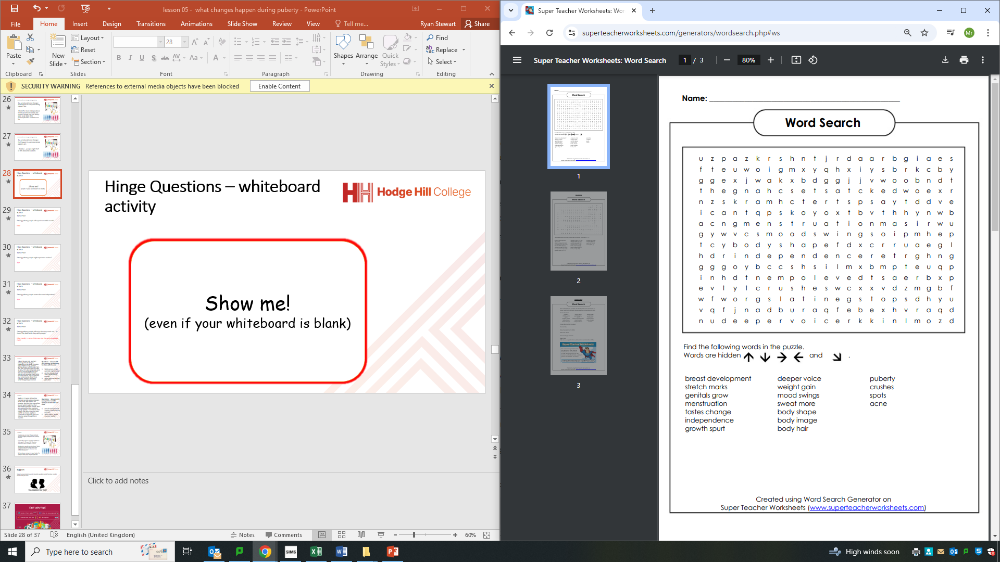 lesson 05 -  what changes happen during puberty - PowerPoint
File
Home
Insert
Design
Transitions
Animations
Slide Show
Review
View
Tell me...
Ryan Stewart
Share
Paste
New
Slide
Layout
Reset
Section
28
B I U S abc AV Aa A
Shapes
Arrange
Quick
Styles
Find
Replace
Select
Clipboard
Slides
Font
Paragraph
Drawing
Editing
SECURITY WARNING References to external media objects have been blocked
Enable Content
26
27
28
29
30
31
32
33
34
35
36
Support
37
EXIT ROUTINE
Hinge Questions – whiteboard
activity
Hodge Hill College
Show me!
(even if your whiteboard is blank)
Click to add notes
Slide 28 of 37
English (United Kingdom)
Notes
Comments
60%
Super Teacher Worksheets: Wor
superteacherworksheets.com/generators/wordsearch.php#ws
Mr
Super Teacher Worksheets: Word Search
1 / 3
80%
1
2
3
Name:
Word Search
u z p a z k r s h n t j r d a a r b g i a e s
f t e u w o i g m x y q h x i y s b r k c b y
g g e x j w a k x b d g g j j v w o o b n d t
t h e g n a h c s e t s a t c k e d w o e x r
n z s k r a m h c t e r t s p s a y t d d v e
i c a n t q p s k o y o x t b v t h h y n w b
a c n g m e n s t r u a t i o n m a s i r w u
g y w v c s m o o d s w i n g s o i p m h e p
t c y b o d y s h a p e f d x c r r u a e g l
h d r i n d e p e n d e n c e r e t r g h n g
g g g o y b c c s h s i l m x b m p t e u q p
i n h d t n e m p o l e v e d t s a e r b x p
e v t y t c r u s h e s w c x x v d z m g b f
w f w o r g s l a t i n e g s t o p s d h y u
v q f j n a d b u r a q f e b e x h v r a q d
n u d e e p e r v o i c e r k k i n l m o z d
Find the following words in the puzzle.
Words are hidden and .
breast development
stretch marks
genitals grow
menstruation
tastes change
independence
growth spurt
deeper voice
weight gain
mood swings
sweat more
body shape
body image
body hair
puberty
crushes
spots
acne
Created using Word Search Generator on
Super Teacher Worksheets (www.superteacherworksheets.com)
Type here to search
SIMS
High winds soon